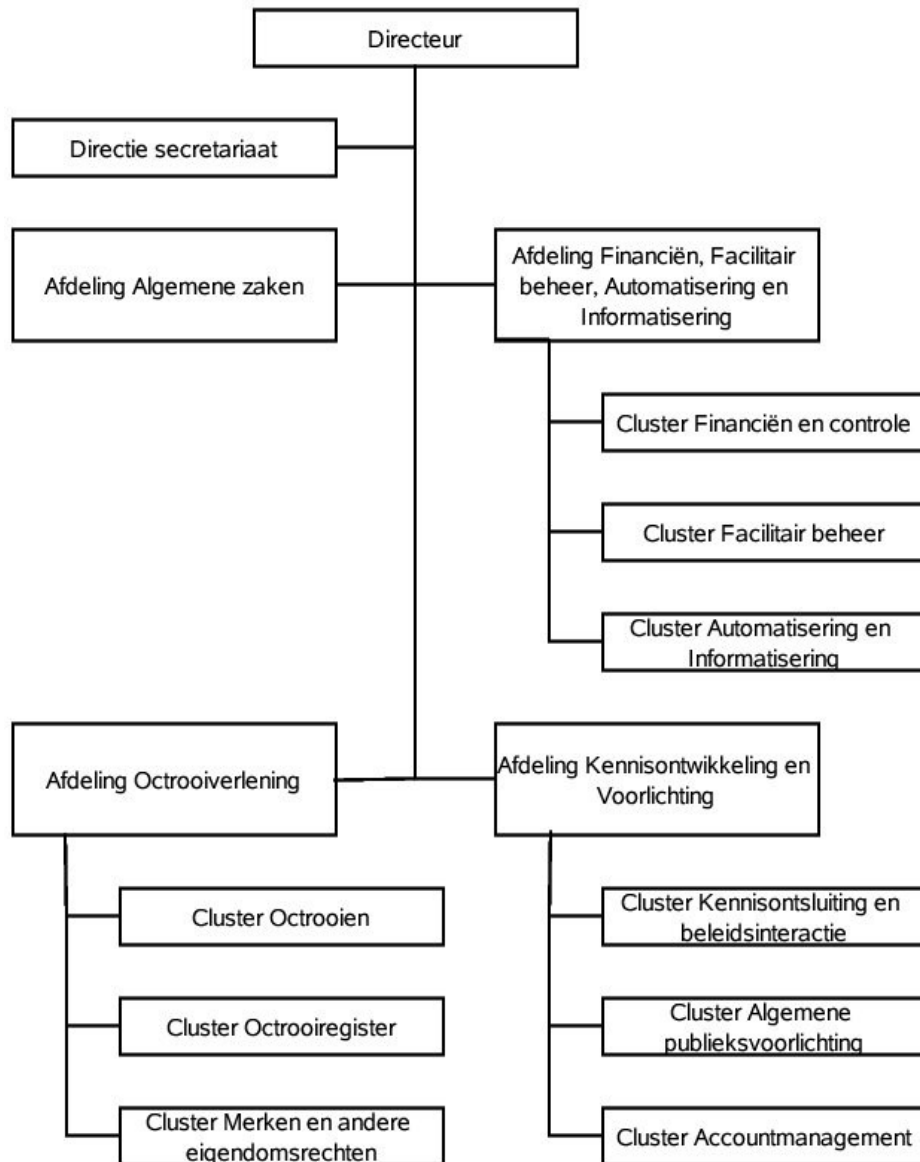 Directeur
Directie secretariaat
Afdeling Algemene zaken
Afdeling Financiën, Facilitair
beheer, Automatisering en
Informatisering
Cluster Financiën en controle
Cluster Facilitair beheer
Cluster Automatisering en
Informatisering
Afdeling Octrooiverlening
Afdeling Kennisontwikkeling en
Voorlichting
Cluster Octrooien
Cluster Octrooiregister
Cluster Merken en andere
eigendomsrechten
Cluster Kennisontsluiting en
beleidsinteractie
Cluster Algemene
publieksvoorlichting
Cluster Accountmanagement